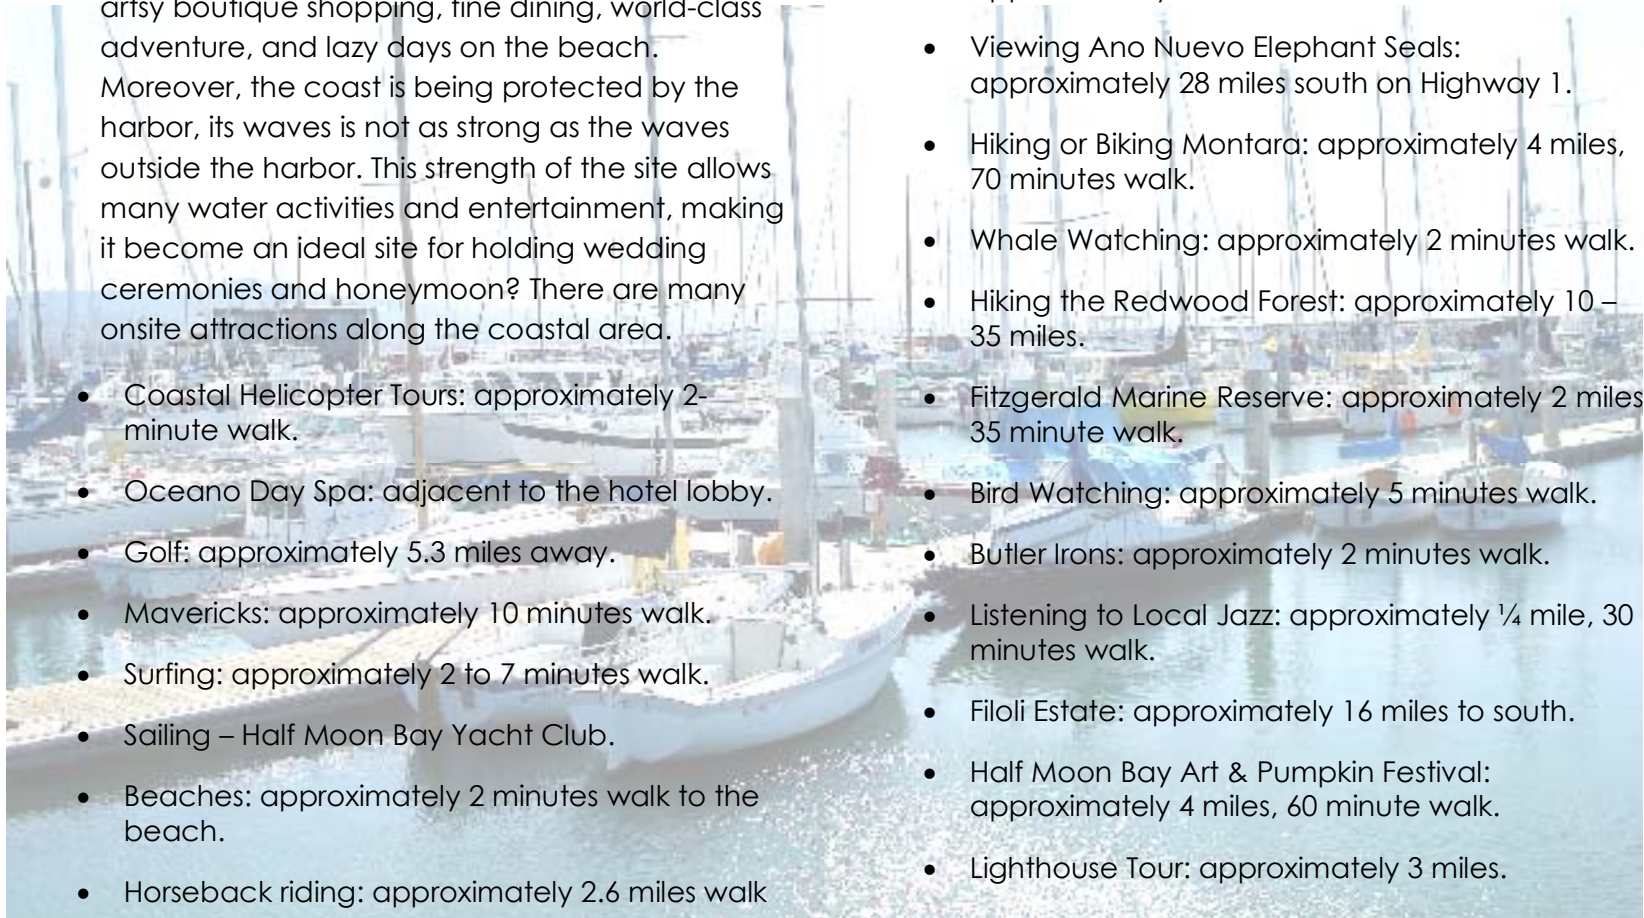 artsy boutique shopping, fine dining, world-class
adventure, and lazy days on the beach.
Moreover, the coast is being protected by the
harbor, its waves is not as strong as the waves
outside the harbor. This strength of the site allows
many water activities and entertainment, making
it become an ideal site for holding wedding
ceremonies and honeymoon? There are many
onsite attractions along the coastal area.
• Coastal Helicopter Tours: approximately 2-
minute walk.
• Oceano Day Spa: adjacent to the hotel lobby.
• Golf: approximately 5.3 miles away.
• Mavericks: approximately 10 minutes walk.
• Surfing: approximately 2 to 7 minutes walk.
• Sailing – Half Moon Bay Yacht Club.
• Beaches: approximately 2 minutes walk to the
beach.
• Horseback riding: approximately 2.6 miles walk
• Viewing Ano Nuevo Elephant Seals:
approximately 28 miles south on Highway 1.
• Hiking or Biking Montara: approximately 4 miles,
70 minutes walk.
• Whale Watching: approximately 2 minutes walk.
• Hiking the Redwood Forest: approximately 10 –
35 miles.
• Fitzgerald Marine Reserve: approximately 2 miles
35 minute walk.
• Bird Watching: approximately 5 minutes walk.
• Butler Irons: approximately 2 minutes walk.
• Listening to Local Jazz: approximately ¼ mile, 30
minutes walk.
• Filoli Estate: approximately 16 miles to south.
• Half Moon Bay Art & Pumpkin Festival:
approximately 4 miles, 60 minute walk.
• Lighthouse Tour: approximately 3 miles.